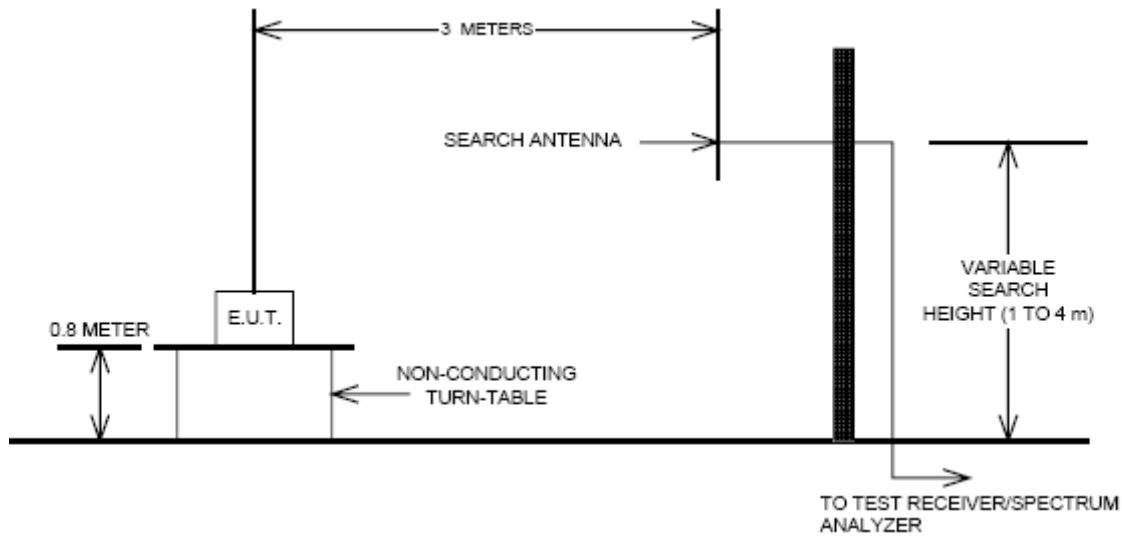 3 METERS
SEARCH ANTENNA
E.U.T.
0.8 METER
VARIABLE
SEARCH
HEIGHT (1 TO 4 m)
NON-CONDUCTING
TURN-TABLE
TO TEST RECEIVER/SPECTRUM
ANALYZER